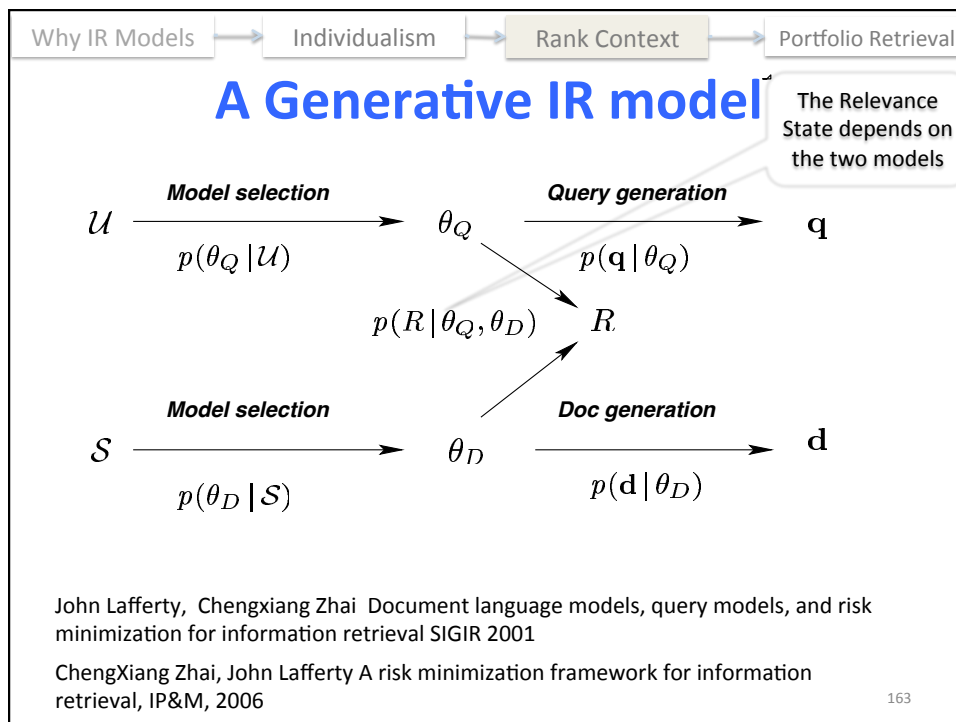 Why IR Models Individualism Rank Context Portfolio Retrieval
A Generative IR model
The Relevance
State depends on
the two models
Model selection Query generation
𝒰 θ_Q q
p(θ_Q | 𝒰) p(q | θ_Q)
p(R | θ_Q, θ_D) R
Model selection Doc generation
𝒮 θ_D d
p(θ_D | 𝒮) p(d | θ_D)
John Lafferty, Chengxiang Zhai Document language models, query models, and risk
minimization for information retrieval SIGIR 2001
ChengXiang Zhai, John Lafferty A risk minimization framework for information
retrieval, IP&M, 2006
163